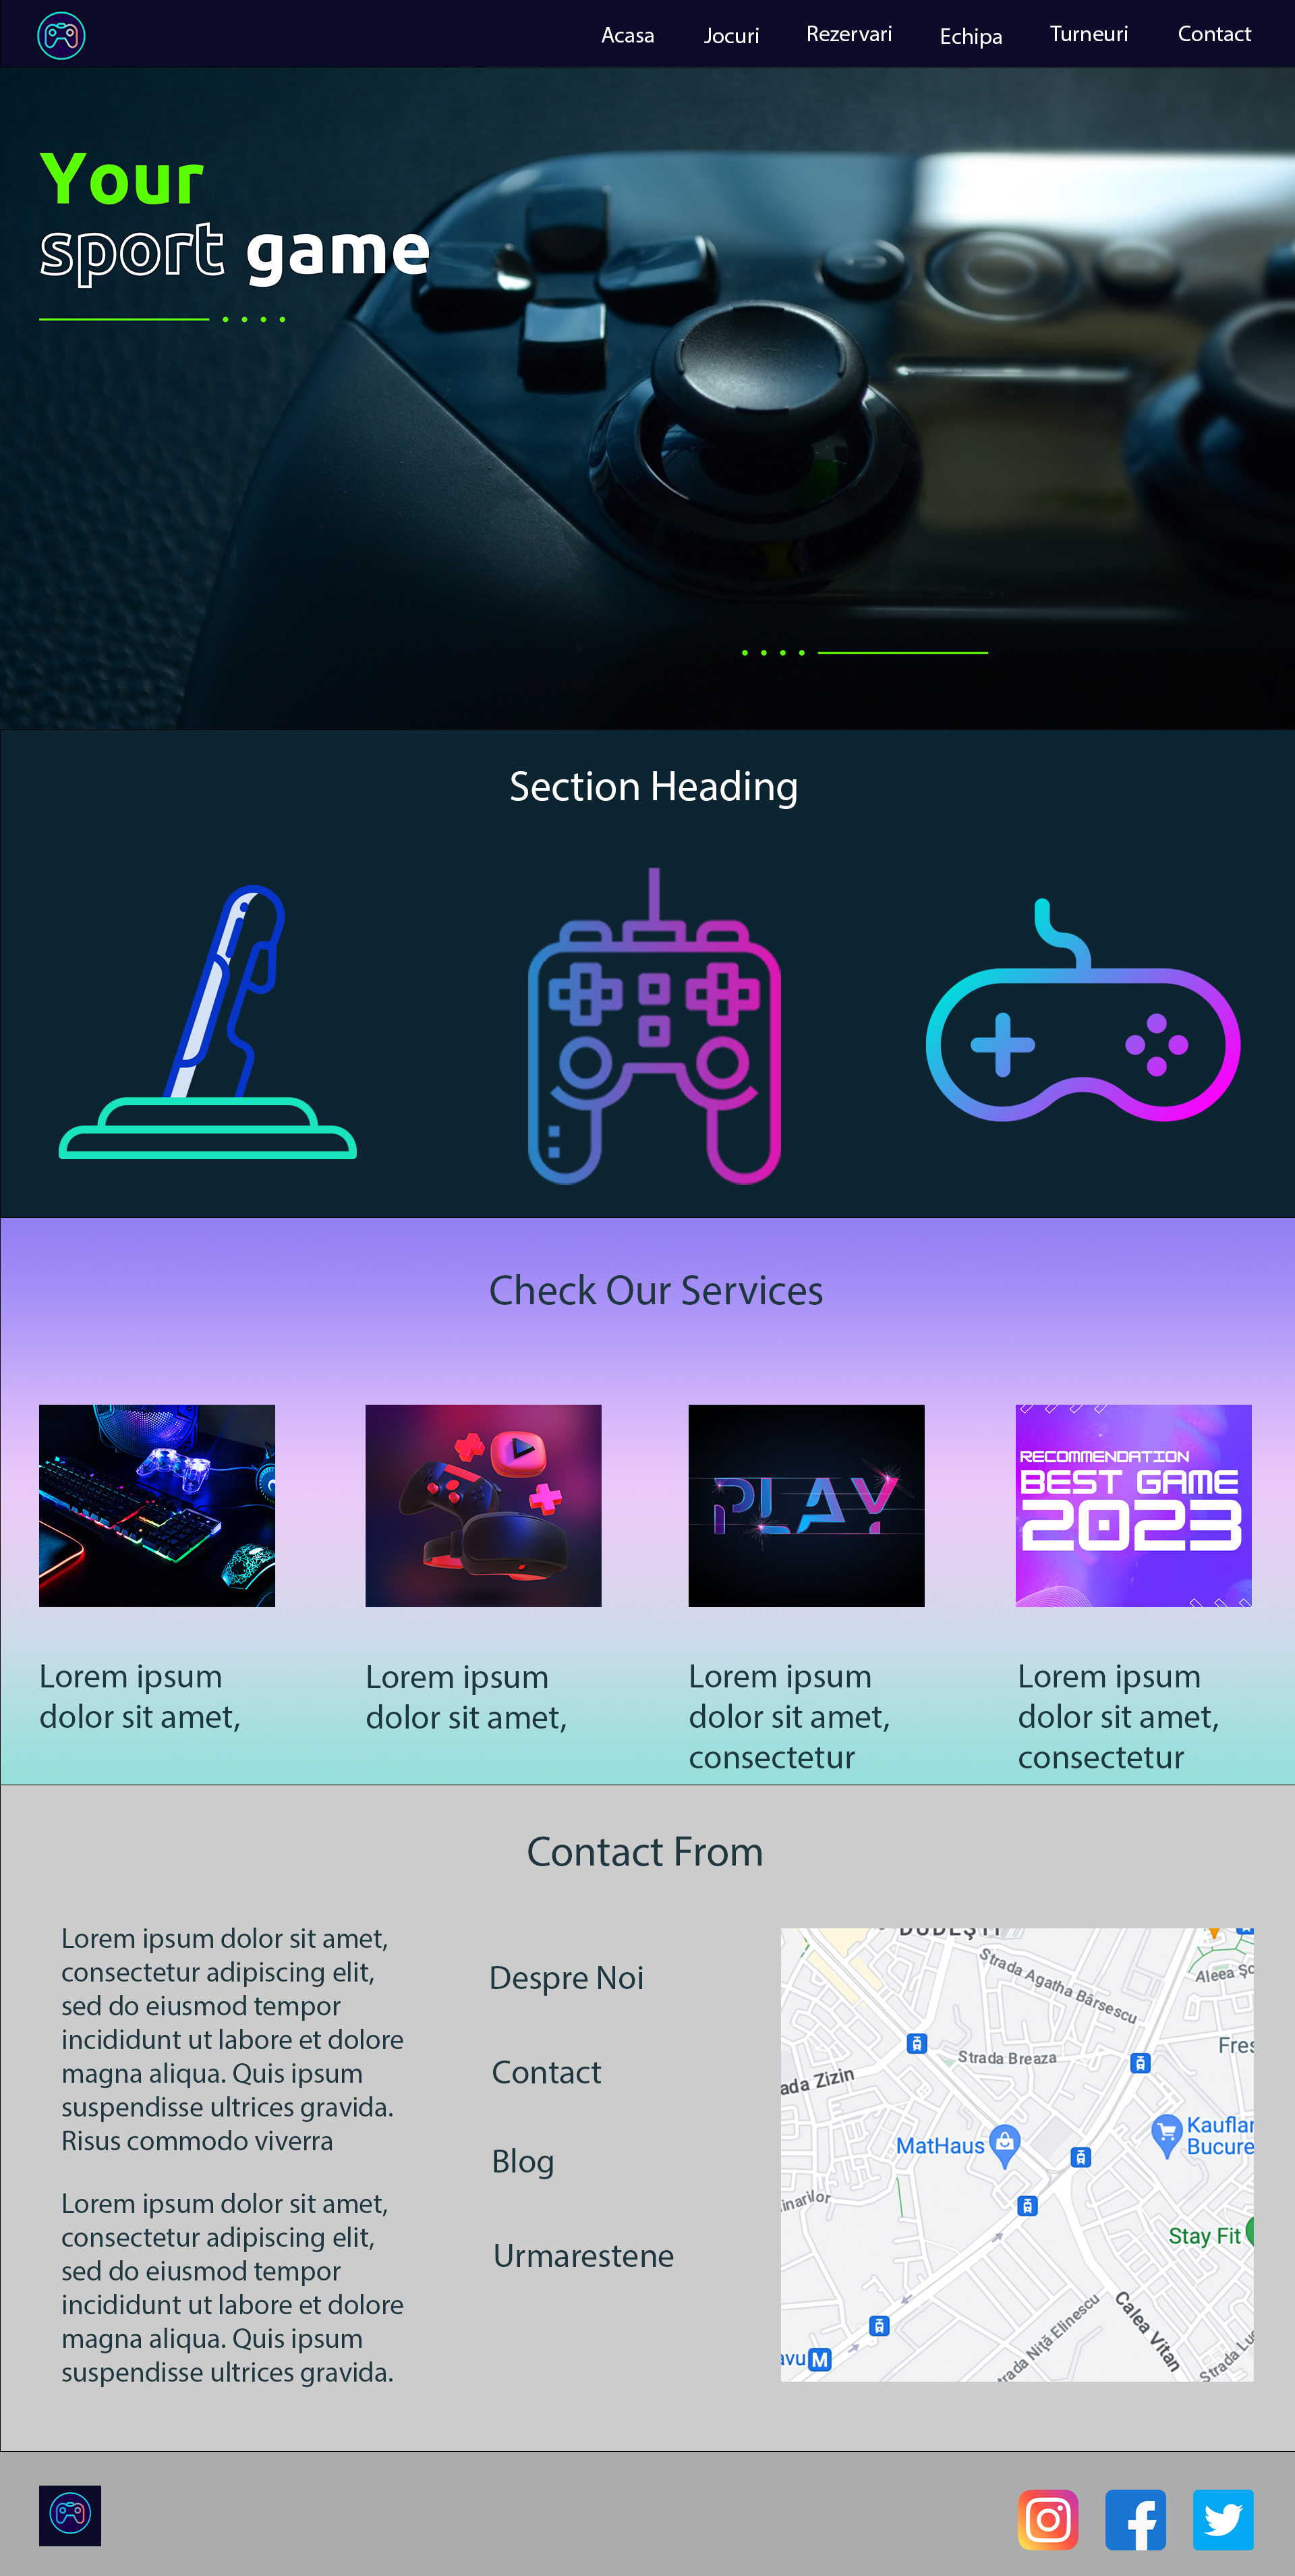 Acasa Jocuri Rezervari Echipa Turneuri Contact
Your
sport game
Section Heading
Check Our Services
PLAY
RECOMMENDATION
BEST GAME
2023
Lorem ipsum
dolor sit amet,
Lorem ipsum
dolor sit amet,
Lorem ipsum
dolor sit amet,
consectetur
Lorem ipsum
dolor sit amet,
consectetur
Contact From
Lorem ipsum dolor sit amet,
consectetur adipiscing elit,
sed do eiusmod tempor
incididunt ut labore et dolore
magna aliqua. Quis ipsum
suspendisse ultrices gravida.
Risus commodo viverra
Lorem ipsum dolor sit amet,
consectetur adipiscing elit,
sed do eiusmod tempor
incididunt ut labore et dolore
magna aliqua. Quis ipsum
suspendisse ultrices gravida.
Despre Noi
Contact
Blog
Urmarestene
DUDEȘTI
Strada Agatha Bârsescu
Aleea Șc
Fres
Strada Breaza
ada Zizin
MatHaus
Kauflar
Bucure
inarilor
Stay Fit
Calea Vitan
trada Niță Elinescu
Strada Luc
avu M